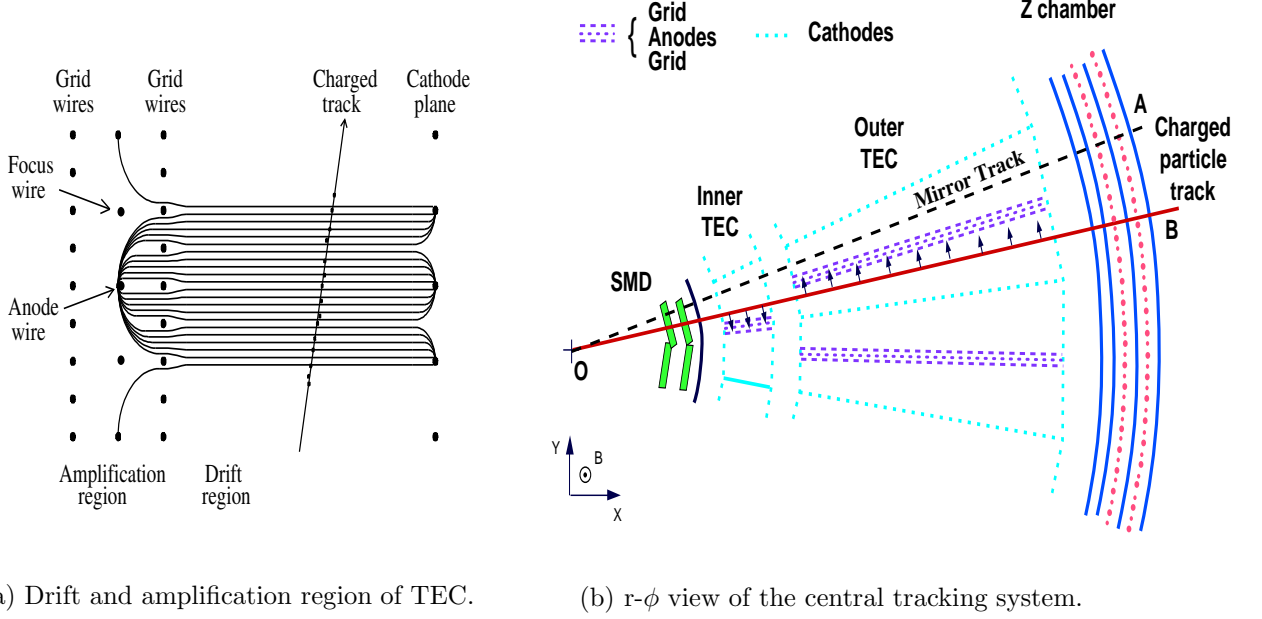 Grid
wires
Grid
wires
Charged
track
Cathode
plane
Focus
wire
Anode
wire
Amplification
region
Drift
region
) Drift and amplification region of TEC.
Grid
Anodes
Grid
{
Cathodes
Z chamber
Outer
TEC
Inner
TEC
SMD
Mirror Track
A
Charged
particle
track
B
O
Y
B
X
(b) r-ϕ view of the central tracking system.